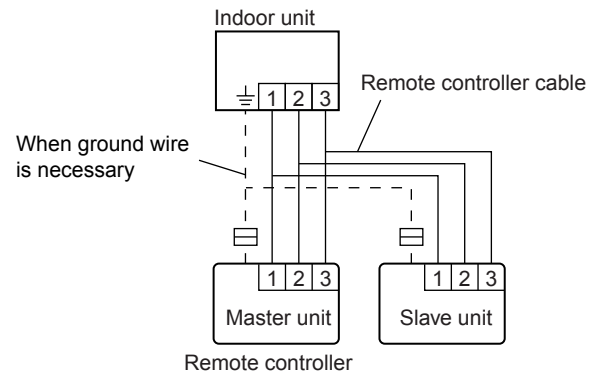 Indoor unit
1 2 3
Remote controller cable
When ground wire
is necessary
1 2 3
1 2 3
Master unit
Slave unit
Remote controller